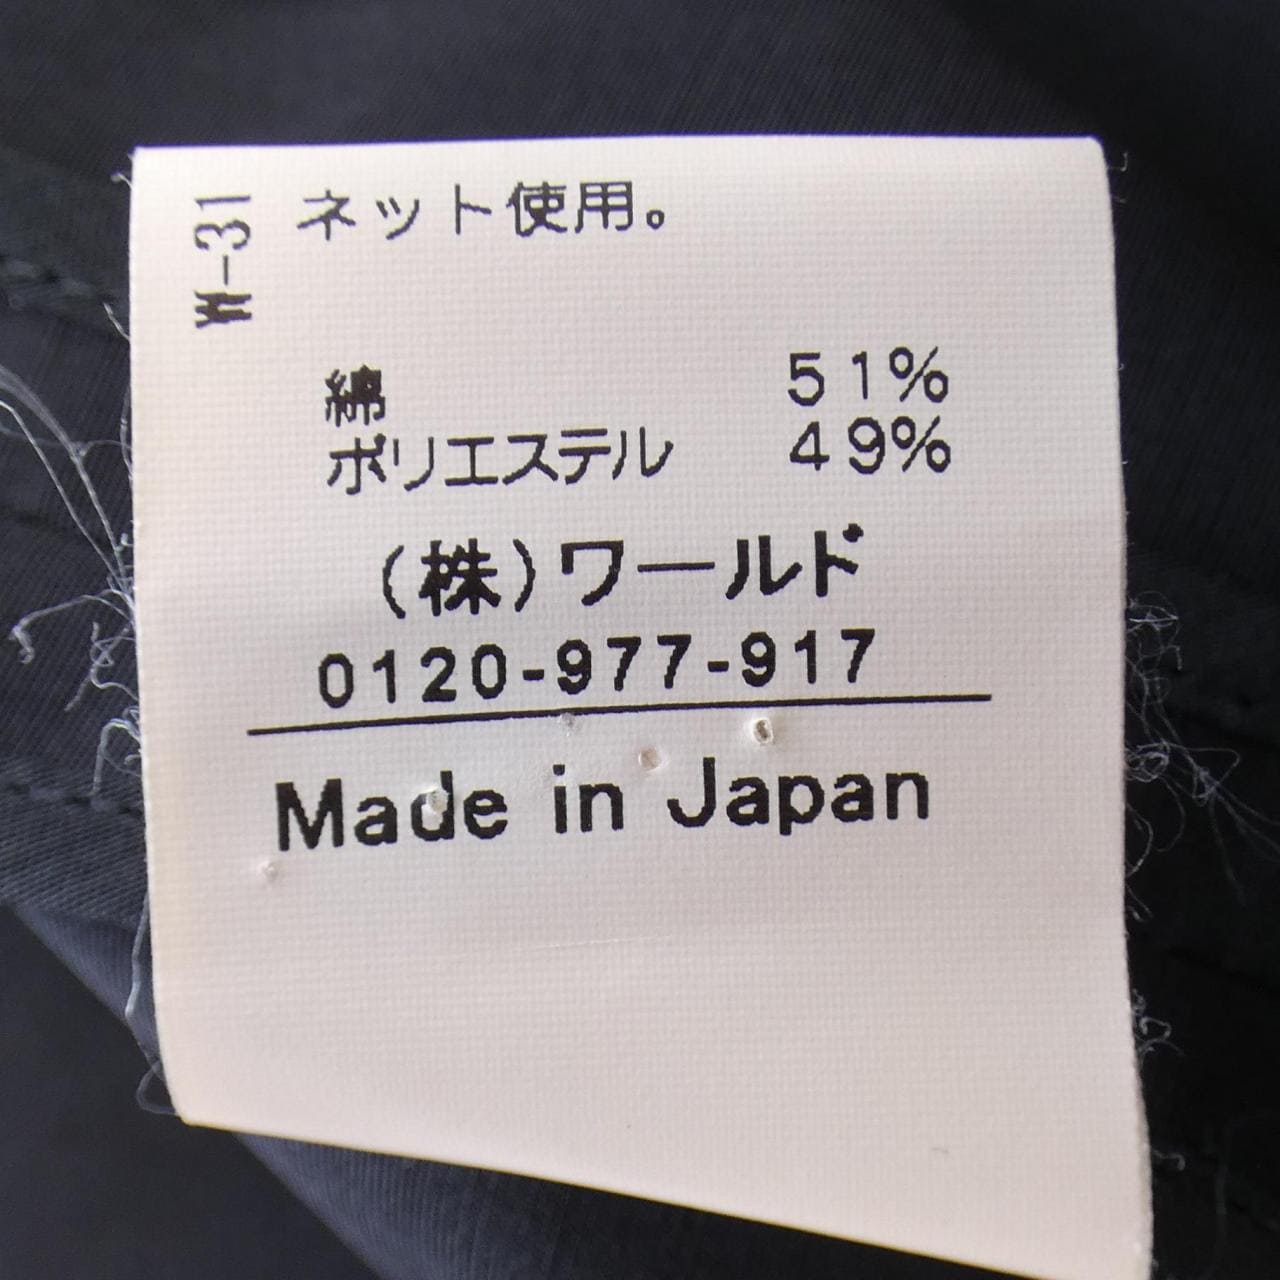 W-31
ネット使用。
綿 51%
ポリエステル 49%
(株)ワールド
0120-977-917
Made in Japan